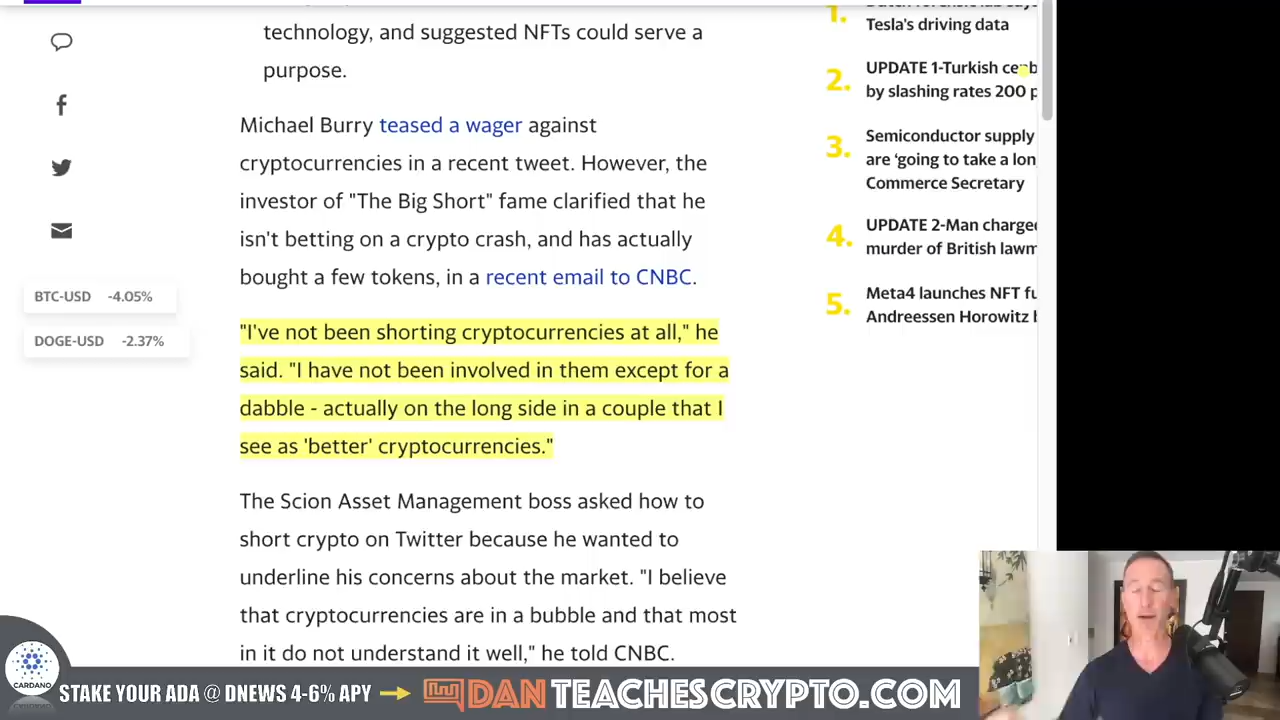 technology, and suggested NFTs could serve a
purpose.
Michael Burry teased a wager against
cryptocurrencies in a recent tweet. However, the
investor of "The Big Short" fame clarified that he
isn't betting on a crypto crash, and has actually
bought a few tokens, in a recent email to CNBC.
"I've not been shorting cryptocurrencies at all," he
said. "I have not been involved in them except for a
dabble - actually on the long side in a couple that I
see as 'better' cryptocurrencies."
The Scion Asset Management boss asked how to
short crypto on Twitter because he wanted to
underline his concerns about the market. "I believe
that cryptocurrencies are in a bubble and that most
in it do not understand it well," he told CNBC.
BTC-USD -4.05%
DOGE-USD -2.37%
1.
Tesla's driving data
2. UPDATE 1-Turkish
by slashing rates 200 p
3. Semiconductor supply
are 'going to take a lon
Commerce Secretary
4. UPDATE 2-Man charged
murder of British lawm
5. Meta4 launches NFT fu
Andreessen Horowitz
CARDANO
STAKE YOUR ADA @ DNEWS 4-6% APY
DANTEACHESCRYPTO.COM